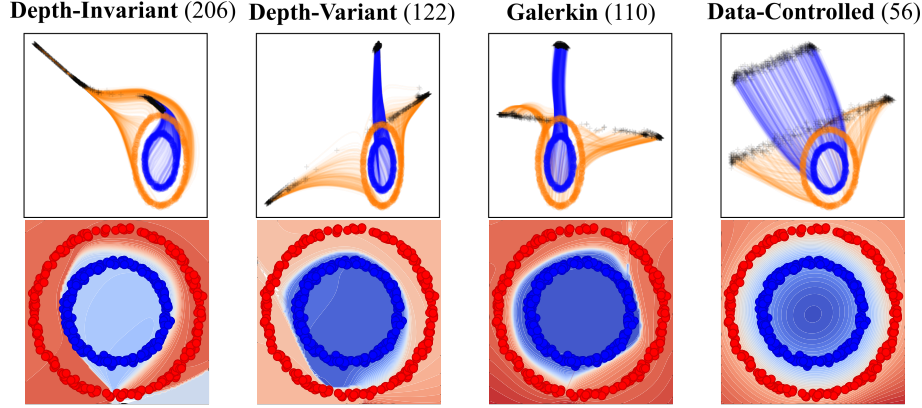 Depth-Invariant (206) Depth-Variant (122) Galerkin (110) Data-Controlled (56)